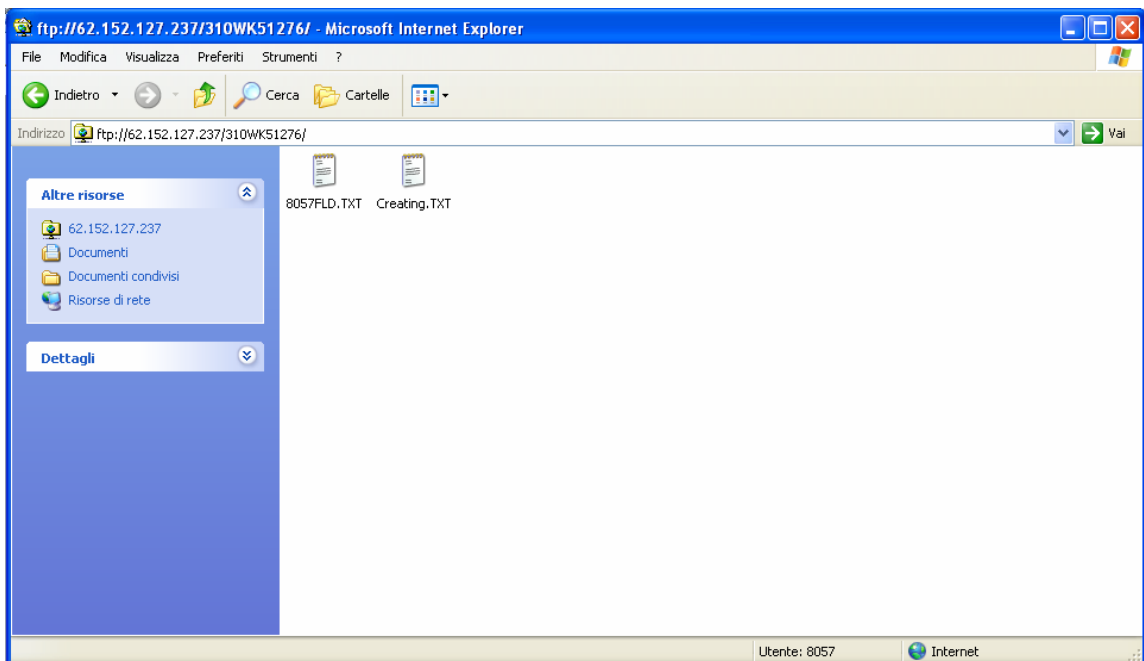 ftp://62.152.127.237/310WK51276/ - Microsoft Internet Explorer
File Modifica Visualizza Preferiti Strumenti ?
Indietro Cerca Cartelle
Indirizzo ftp://62.152.127.237/310WK51276/ Vai
Altre risorse
62.152.127.237
Documenti
Documenti condivisi
Risorse di rete
Dettagli
8057FLD.TXT Creating.TXT
Utente: 8057 Internet